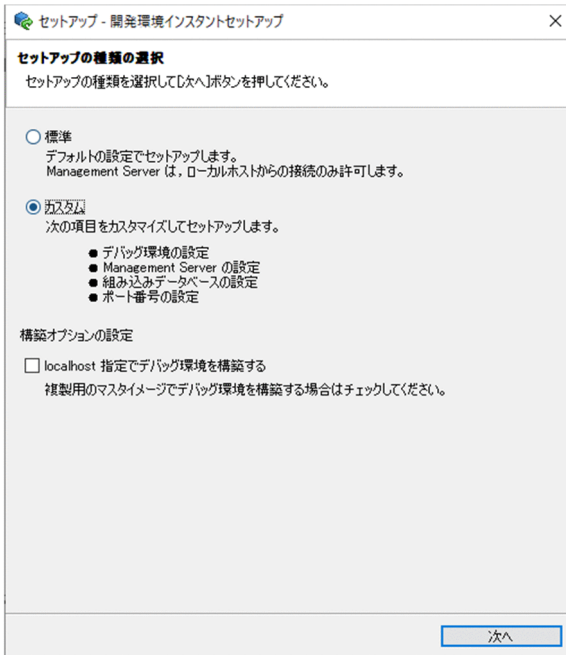 セットアップ - 開発環境インスタントセットアップ
セットアップの種類の選択
セットアップの種類を選択して[次へ]ボタンを押してください。
標準
デフォルトの設定でセットアップします。
Management Server は，ローカルホストからの接続のみ許可します。
カスタム
次の項目をカスタマイズしてセットアップします。
● デバッグ環境の設定
● Management Server の設定
● 組み込みデータベースの設定
● ポート番号の設定
構築オプションの設定
localhost 指定でデバッグ環境を構築する
複製用のマスタイメージでデバッグ環境を構築する場合はチェックしてください。
次へ